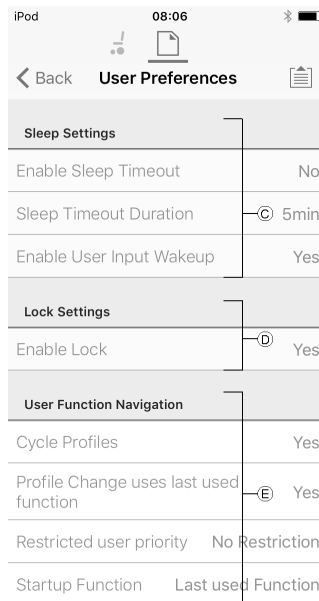 iPod 08:06
Back User Preferences
Sleep Settings
Enable Sleep Timeout No
Sleep Timeout Duration C 5min
Enable User Input Wakeup Yes
Lock Settings
Enable Lock D Yes
User Function Navigation
Cycle Profiles Yes
Profile Change uses last used
function E Yes
Restricted user priority No Restriction
Startup Function Last used Function